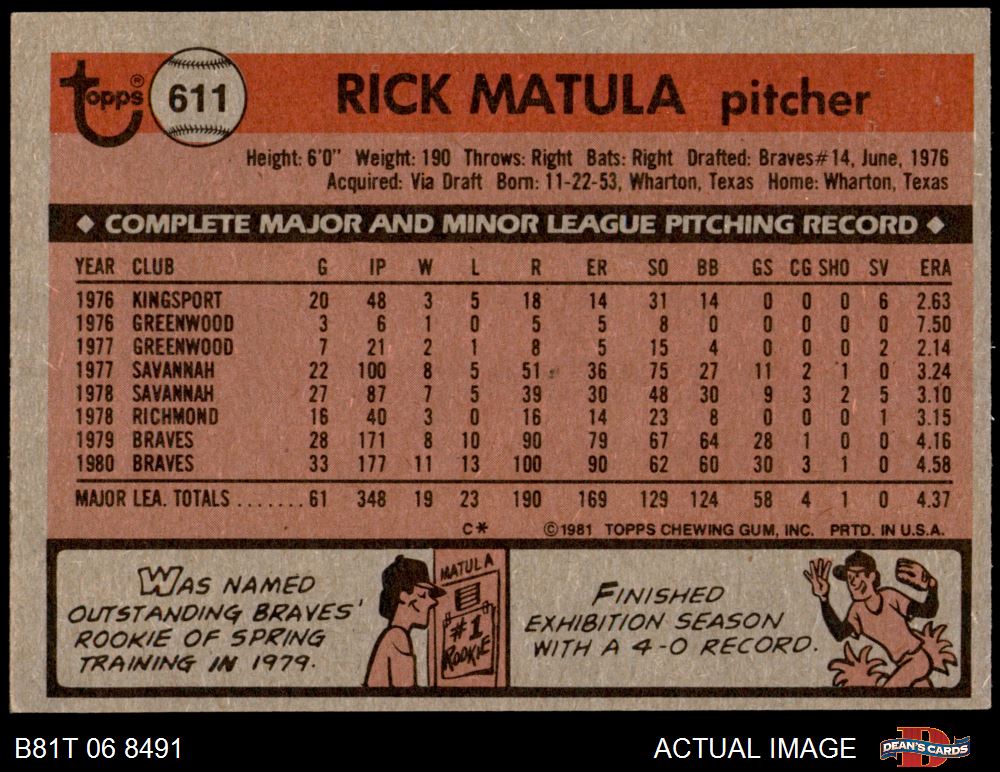 Topps® 611 RICK MATULA pitcher
Height: 6'0" Weight: 190 Throws: Right Bats: Right Drafted: Braves#14, June, 1976
Acquired: Via Draft Born: 11-22-53, Wharton, Texas Home: Wharton, Texas
◆ COMPLETE MAJOR AND MINOR LEAGUE PITCHING RECORD ◆
YEAR CLUB G IP W L R ER SO BB GS CG SHO SV ERA
1976 KINGSPORT 20 48 3 5 18 14 31 14 0 0 0 6 2.63
1976 GREENWOOD 3 6 1 0 5 5 8 0 0 0 0 0 7.50
1977 GREENWOOD 7 21 2 1 8 5 15 4 0 0 0 2 2.14
1977 SAVANNAH 22 100 8 5 51 36 75 27 11 2 1 0 3.24
1978 SAVANNAH 27 87 7 5 39 30 48 30 9 3 2 5 3.10
1978 RICHMOND 16 40 3 0 16 14 23 8 0 0 0 1 3.15
1979 BRAVES 28 171 8 10 90 79 67 64 28 1 0 0 4.16
1980 BRAVES 33 177 11 13 100 90 62 60 30 3 1 0 4.58
MAJOR LEA. TOTALS ....... 61 348 19 23 190 169 129 124 58 4 1 0 4.37
C* ©1981 TOPPS CHEWING GUM, INC. PRTD. IN U.S.A.
WAS NAMED
OUTSTANDING BRAVES'
ROOKIE OF SPRING
TRAINING IN 1979.
MATULA
#1
ROOKIE
FINISHED
EXHIBITION SEASON
WITH A 4-0 RECORD.
B81T 06 8491 ACTUAL IMAGE D DEAN'S CARDS